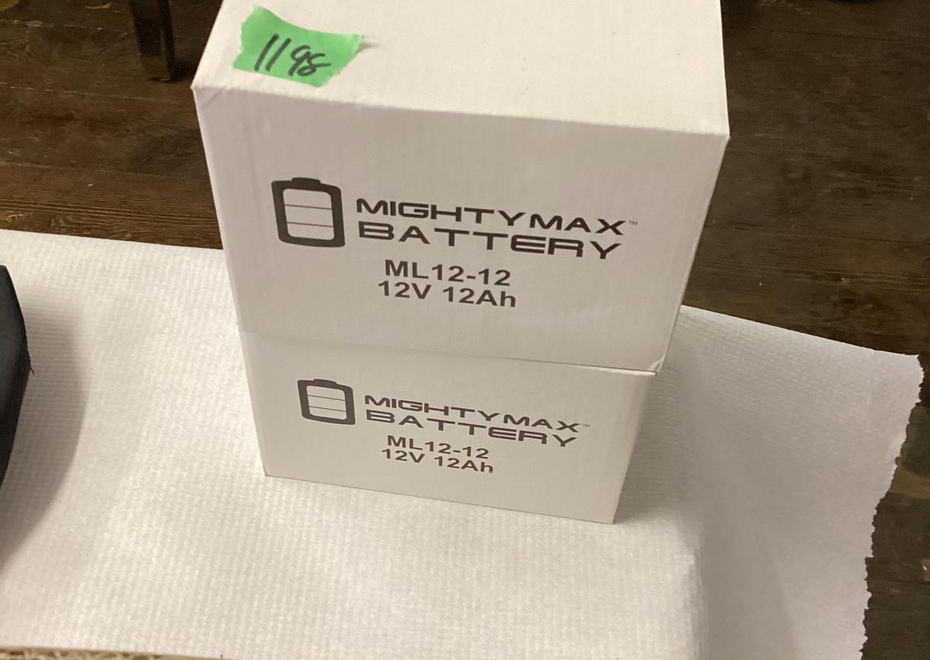 1198
MIGHTYMAX™
BATTERY
ML12-12
12V 12Ah
MIGHTYMAX™
BATTERY
ML12-12
12V 12Ah